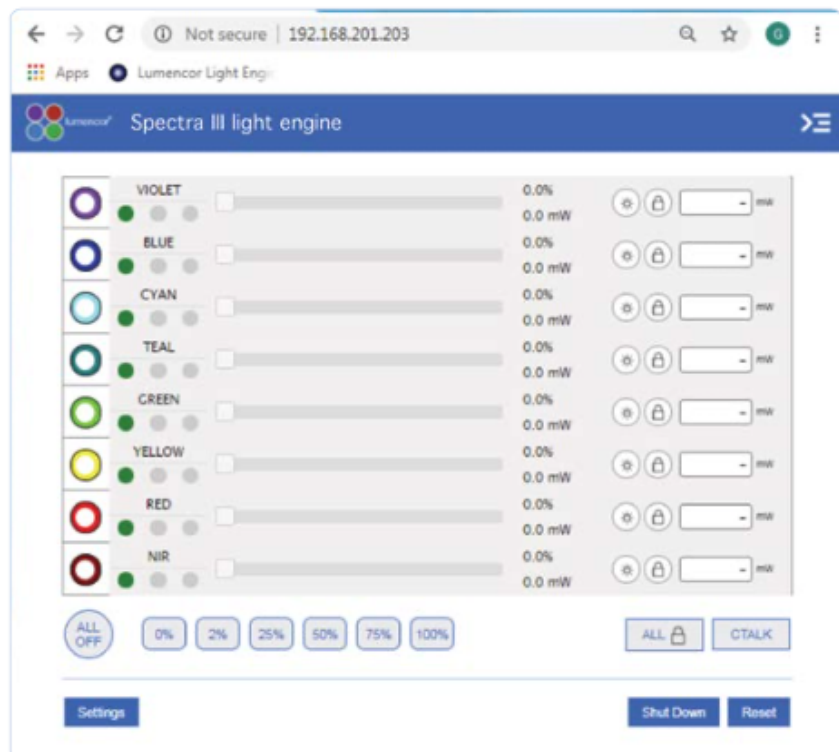 Not secure | 192.168.201.203
G
Apps Lumencor Light Engi
lumencor Spectra III light engine
VIOLET 0.0%
0.0 mW - mW
BLUE 0.0%
0.0 mW - mW
CYAN 0.0%
0.0 mW - mW
TEAL 0.0%
0.0 mW - mW
GREEN 0.0%
0.0 mW - mW
YELLOW 0.0%
0.0 mW - mW
RED 0.0%
0.0 mW - mW
NIR 0.0%
0.0 mW - mW
ALL OFF 0% 2% 25% 50% 75% 100% ALL CTALK
Settings Shut Down Reset